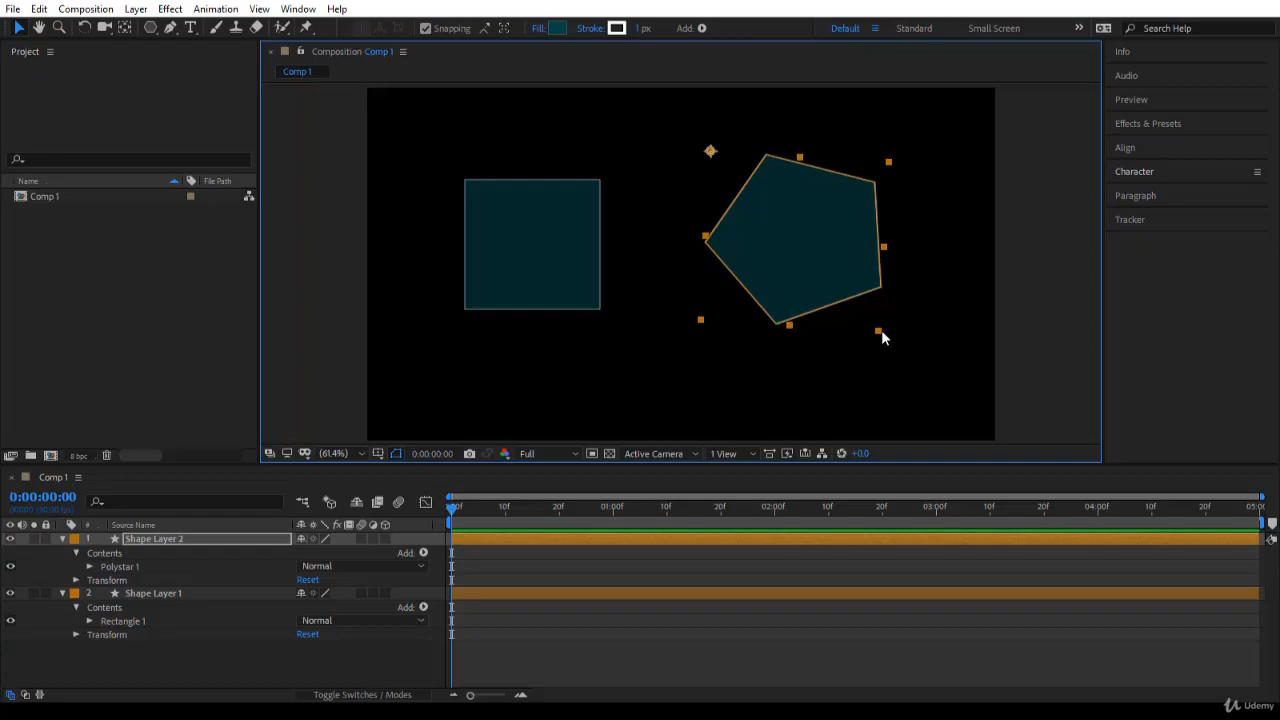 File Edit Composition Layer Effect Animation View Window Help
Snapping Fill: Stroke: 1 px Add: Default Standard Small Screen Search Help
Project
Composition Comp 1
Comp 1
Info
Audio
Preview
Effects & Presets
Align
Character
Paragraph
Tracker
Name File Path
Comp 1
8 bpc
(61.4%) 0:00:00:00 Full Active Camera 1 View +0.0
Comp 1
0:00:00:00
00000 (30.00 fps)
10f 20f 01:00f 10f 20f 02:00f 10f 20f 03:00f 10f 20f 04:00f 10f 20f
# Source Name
1 Shape Layer 2
Contents Add:
Polystar 1 Normal
Transform Reset
2 Shape Layer 1
Contents Add:
Rectangle 1 Normal
Transform Reset
Toggle Switches / Modes
Udemy